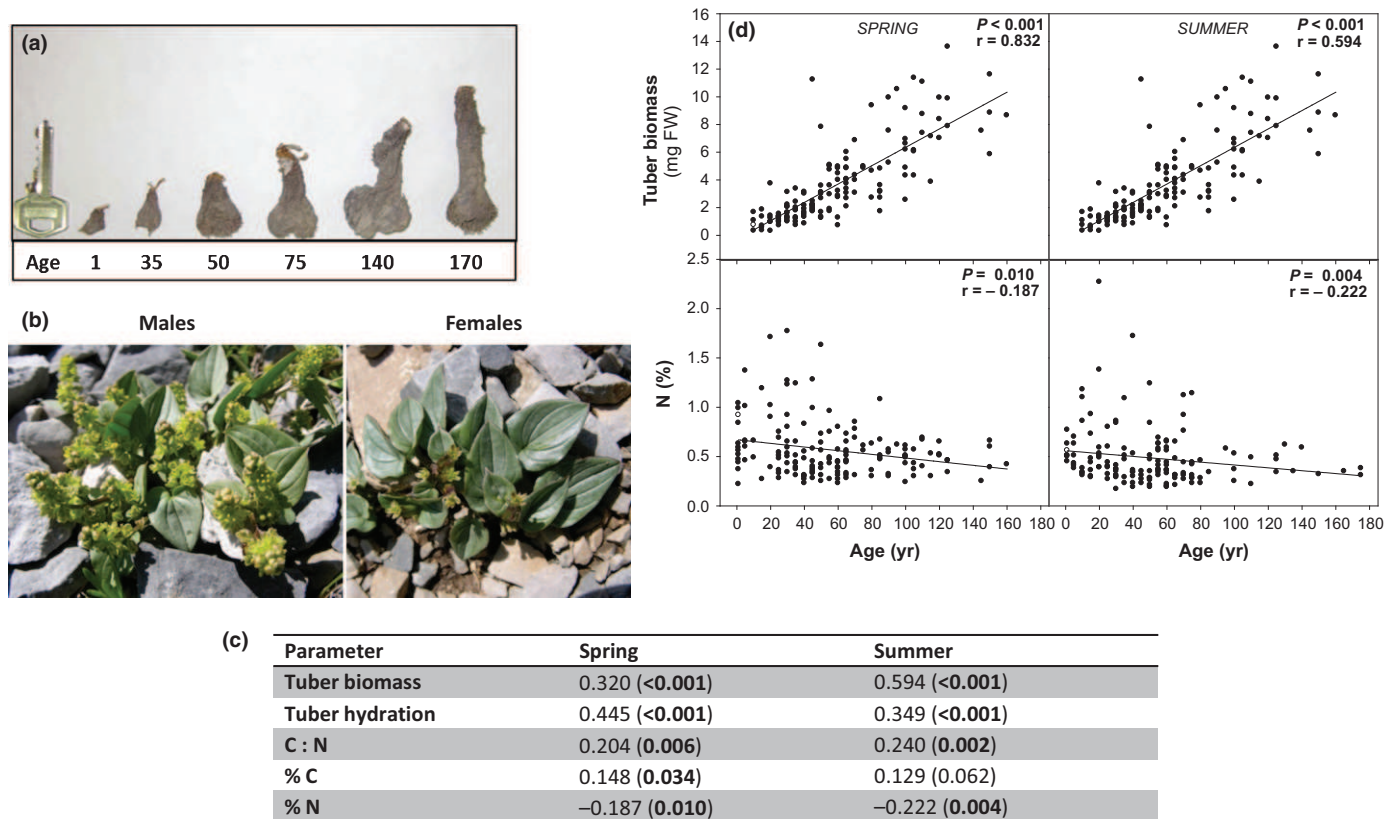 (a)
Age 1 35 50 75 140 170
(b)
Males Females
(d)
SPRING
P < 0.001
r = 0.832
SUMMER
P < 0.001
r = 0.594
Tuber biomass
(mg FW)
16
14
12
10
8
6
4
2
0
P = 0.010
r = – 0.187
P = 0.004
r = – 0.222
N (%)
2.5
2.0
1.5
1.0
0.5
0.0
0 20 40 60 80 100 120 140 160 180 0 20 40 60 80 100 120 140 160 180
Age (yr) Age (yr)
(c)
Parameter Spring Summer
Tuber biomass 0.320 (<0.001) 0.594 (<0.001)
Tuber hydration 0.445 (<0.001) 0.349 (<0.001)
C : N 0.204 (0.006) 0.240 (0.002)
% C 0.148 (0.034) 0.129 (0.062)
% N –0.187 (0.010) –0.222 (0.004)